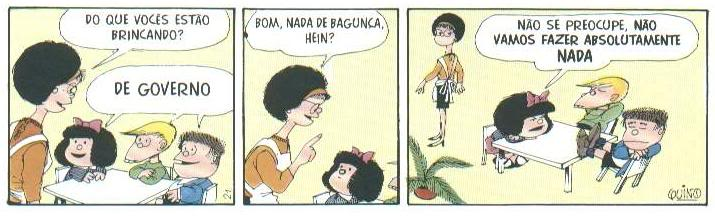 DO QUE VOCÊS ESTÃO
BRINCANDO?
DE GOVERNO
21
BOM, NADA DE BAGUNÇA,
HEIN?
NÃO SE PREOCUPE, NÃO
VAMOS FAZER ABSOLUTAMENTE
NADA
QUINO